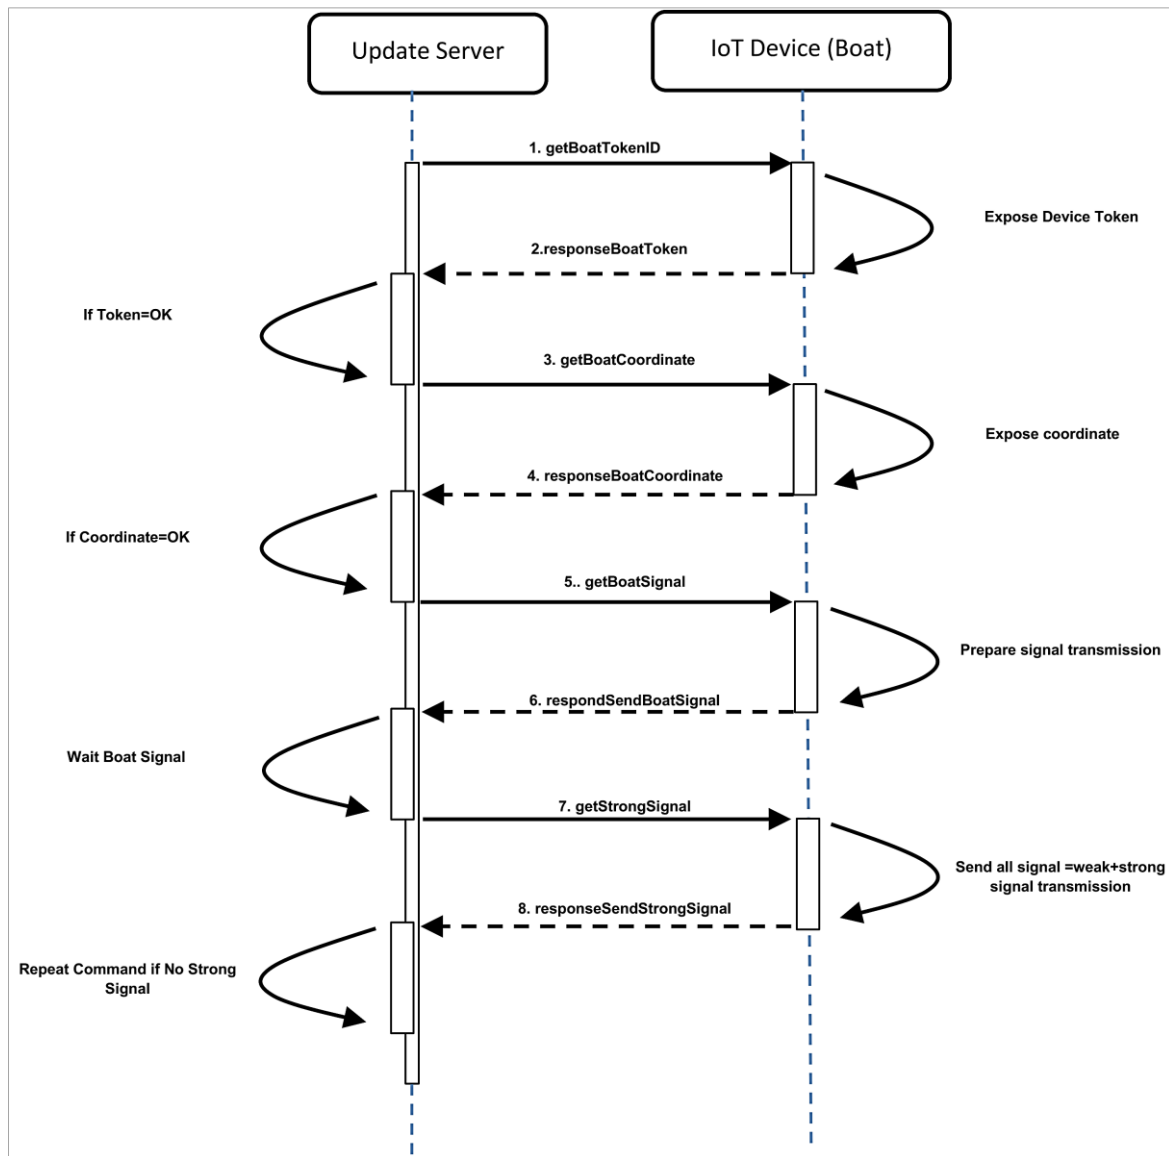 Update Server
IoT Device (Boat)
1. getBoatTokenID
Expose Device Token
2.responseBoatToken
If Token=OK
3. getBoatCoordinate
Expose coordinate
4. responseBoatCoordinate
If Coordinate=OK
5.. getBoatSignal
Prepare signal transmission
6. respondSendBoatSignal
Wait Boat Signal
7. getStrongSignal
Send all signal =weak+strong
signal transmission
8. responseSendStrongSignal
Repeat Command if No Strong
Signal